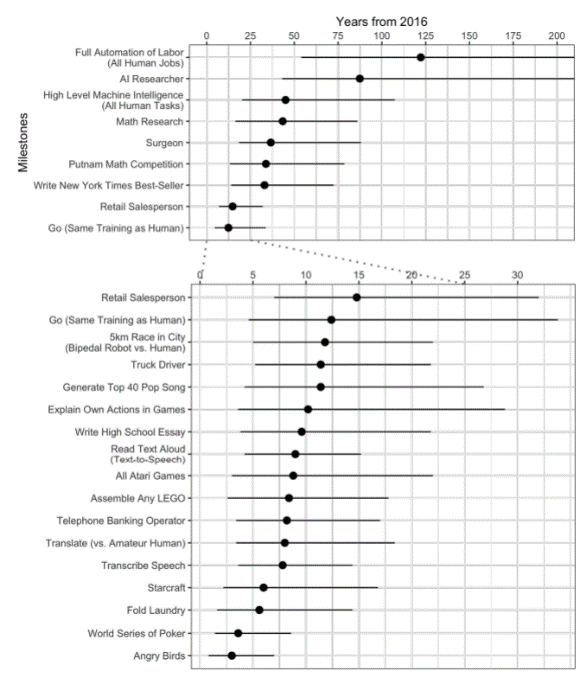 Years from 2016
0 25 50 75 100 125 150 175 200
Milestones
Full Automation of Labor
(All Human Jobs)
AI Researcher
High Level Machine Intelligence
(All Human Tasks)
Math Research
Surgeon
Putnam Math Competition
Write New York Times Best-Seller
Retail Salesperson
Go (Same Training as Human)
0 5 10 15 20 25 30
Retail Salesperson
Go (Same Training as Human)
5km Race in City
(Bipedal Robot vs. Human)
Truck Driver
Generate Top 40 Pop Song
Explain Own Actions in Games
Write High School Essay
Read Text Aloud
(Text-to-Speech)
All Atari Games
Assemble Any LEGO
Telephone Banking Operator
Translate (vs. Amateur Human)
Transcribe Speech
Starcraft
Fold Laundry
World Series of Poker
Angry Birds